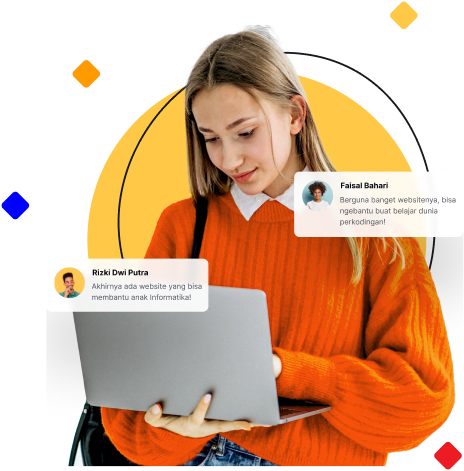 Faisal Bahari
Berguna banget websitenya, bisa
ngebantu buat belajar dunia
perkodingan!
Rizki Dwi Putra
Akhirnya ada website yang bisa
membantu anak Informatika!